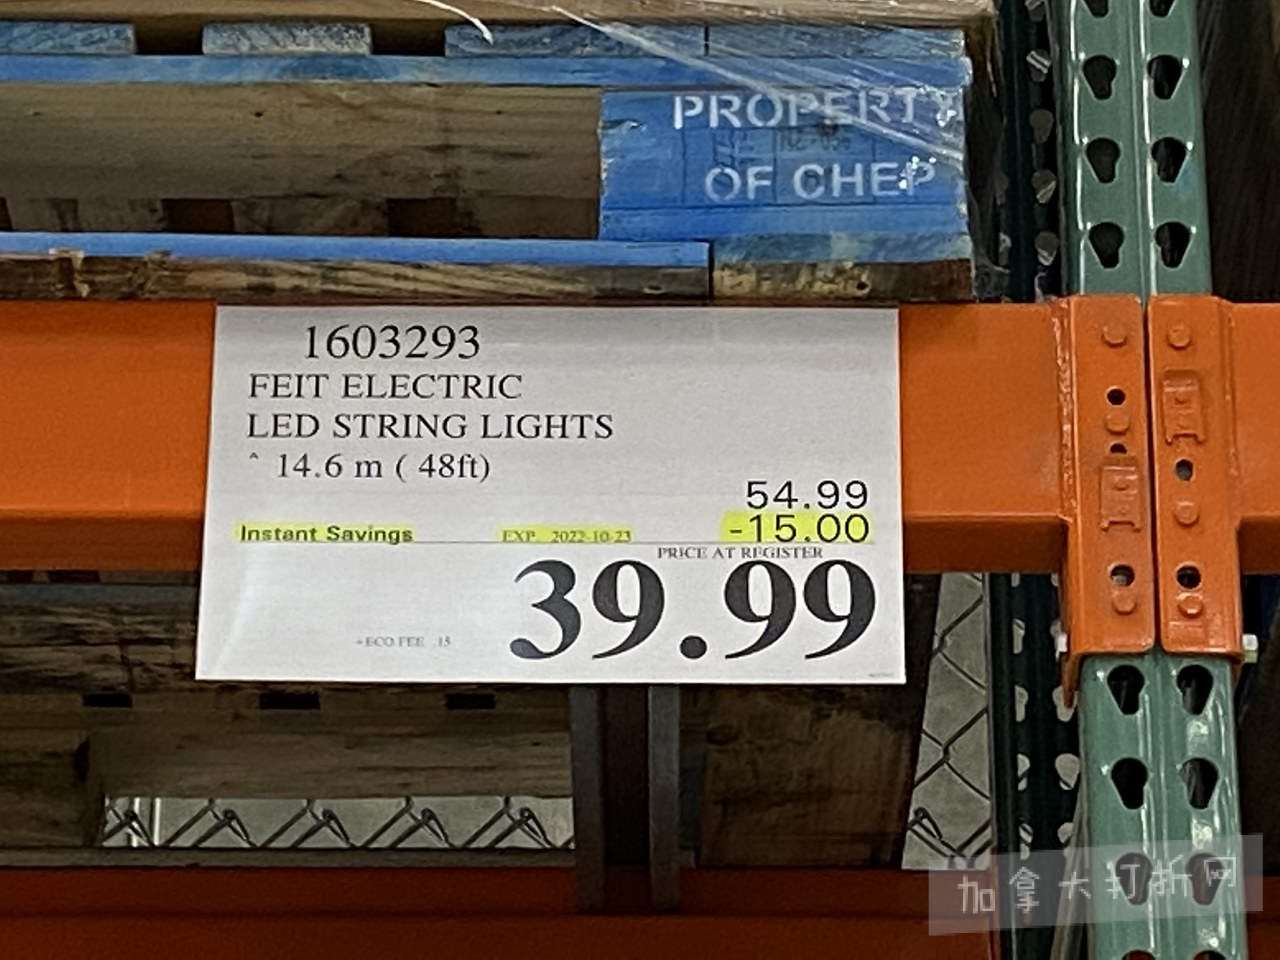 PROPERTY
OF CHEP
1603293
FEIT ELECTRIC
LED STRING LIGHTS
^ 14.6 m ( 48ft)
54.99
Instant Savings EXP 2022-10-23 -15.00
PRICE AT REGISTER
39.99
+ECO FEE .15
加拿大打折网